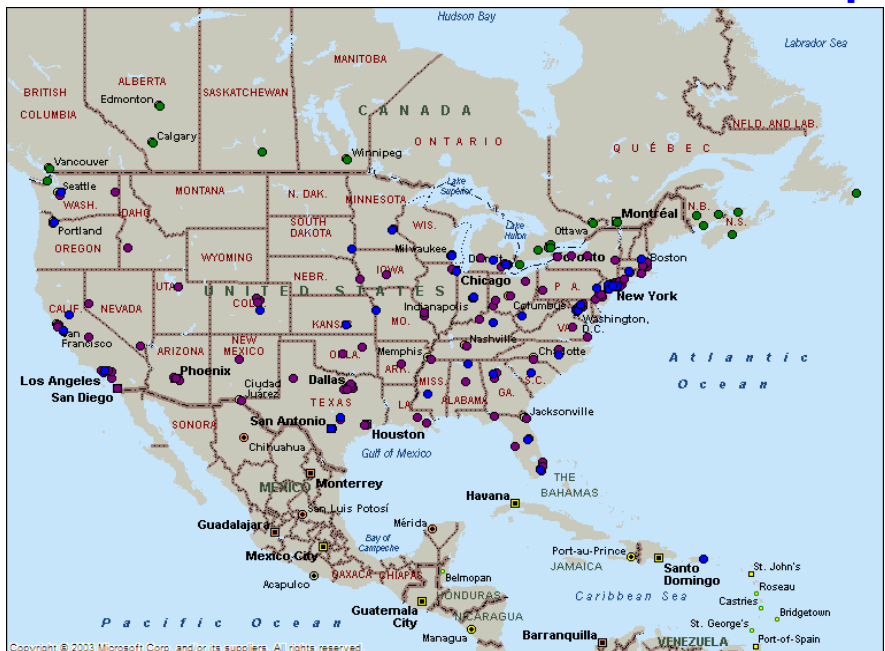 Hudson Bay
Labrador Sea
MANITOBA
ALBERTA
BRITISH
COLUMBIA
SASKATCHEWAN
Edmonton
CANADA
NFLD. AND LAB.
ONTARIO
QUÉBEC
Calgary
Winnipeg
Vancouver
Lake
Superior
Seattle
WASH.
MONTANA
N. DAK.
MINNESOTA
IDAHO
N.B.
Montréal
N.S.
Ottawa
Portland
SOUTH
DAKOTA
WIS.
Lake
Huron
OREGON
Milwaukee
Toronto
Boston
WYOMING
Detroit
IOWA
NEBR.
Chicago
UTAH
P A.
UNITED STATES
New York
CALIF.
NEVADA
COL
Indianapolis
Columbus
MO.
KANS
Washington,
D.C.
VA
San
Francisco
NEW
MEXICO
OKLA.
Nashville
ARIZONA
Memphis
Charlotte
Atlantic
Ocean
Phoenix
ARK.
Los Angeles
Dallas
MISS.
S.C.
San Diego
Ciudad
Juárez
TEXAS
LA
ALABAMA
GA.
SONORA
San Antonio
Jacksonville
Houston
Chihuahua
Gulf of Mexico
MÉXICO
Monterrey
THE
BAHAMAS
Havana
San Luis Potosí
Guadalajara
Mérida
Bay of
Campeche
Mexico City
Port-au-Prince
JAMAICA
Santo
Domingo
St. John's
Acapulco
OAXACA
CHIAPAS
Belmopan
Roseau
HONDURAS
Caribbean Sea
Castries
Guatemala
City
Bridgetown
NICARAGUA
St. George's
Pacific Ocean
Managua
Barranquilla
VENEZUELA
Port-of-Spain
Copyright © 2003 Microsoft Corp. and/or its suppliers. All rights reserved.